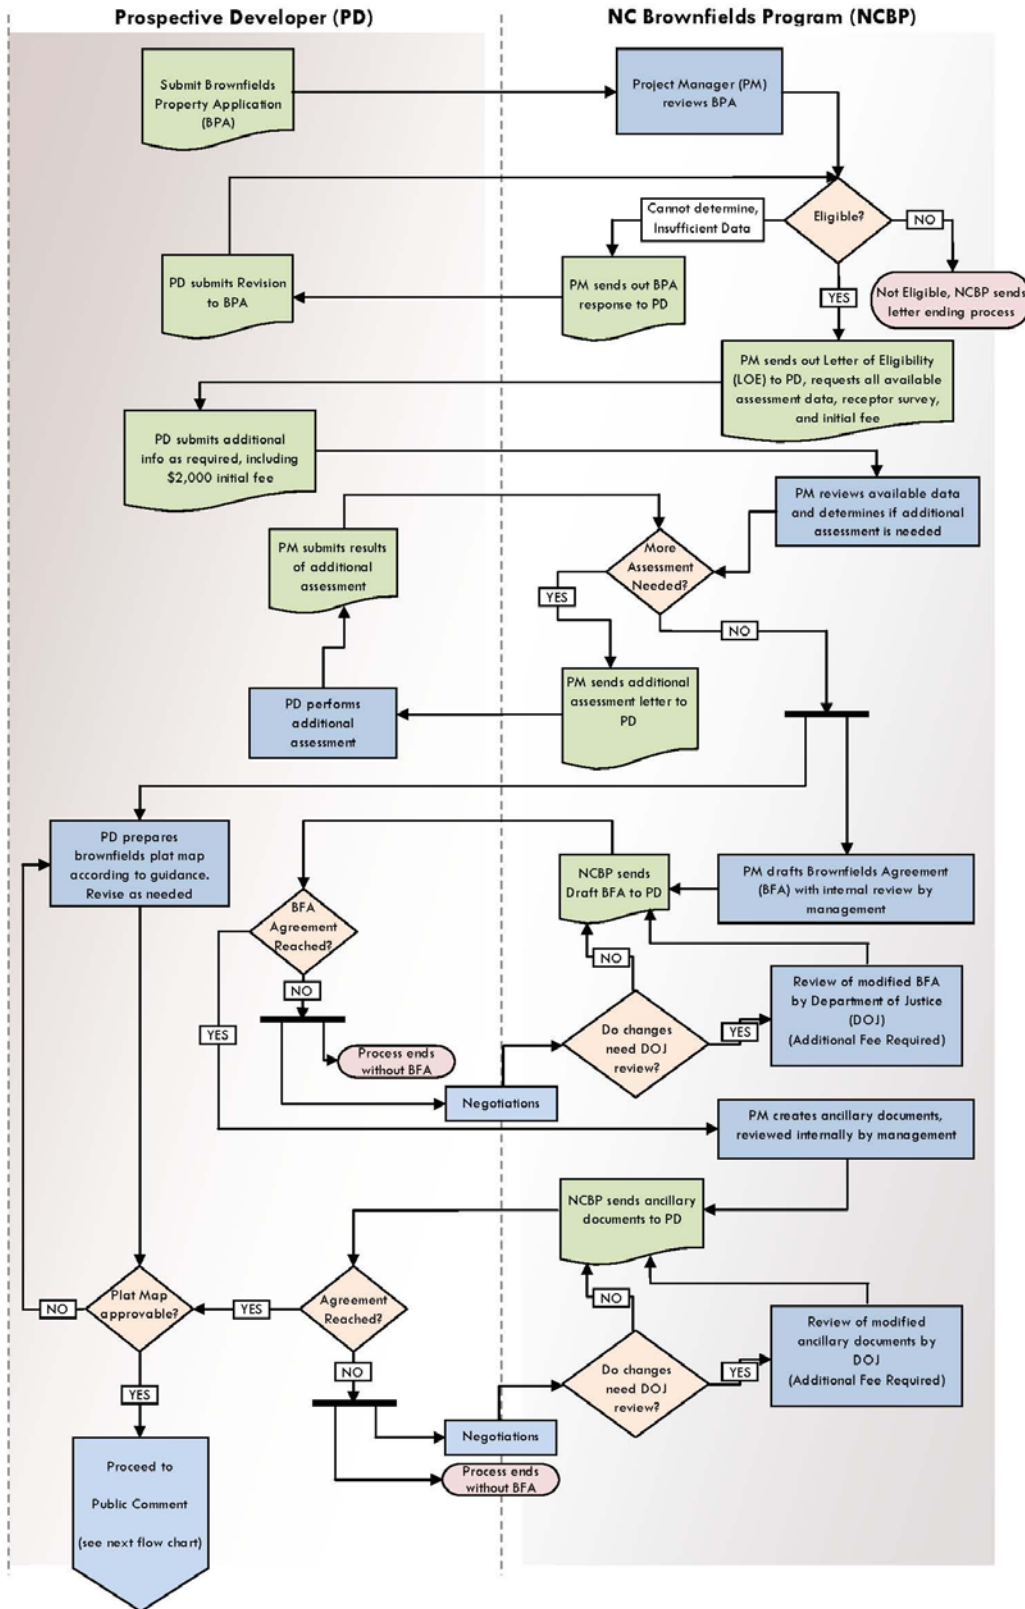 Prospective Developer (PD)
NC Brownfields Program (NCBP)
Submit Brownfields
Property Application
(BPA)
Project Manager (PM)
reviews BPA
Cannot determine,
Insufficient Data
Eligible?
NO
PD submits Revision
to BPA
PM sends out BPA
response to PD
YES
Not Eligible, NCBP sends
letter ending process
PM sends out Letter of Eligibility
(LOE) to PD, requests all available
assessment data, receptor survey,
and initial fee
PD submits additional
info as required, including
$2,000 initial fee
PM reviews available data
and determines if additional
assessment is needed
PM submits results
of additional
assessment
More
Assessment
Needed?
YES
NO
PD performs
additional
assessment
PM sends additional
assessment letter to
PD
PD prepares
brownfields plat map
according to guidance.
Revise as needed
BFA
Agreement
Reached?
NCBP sends
Draft BFA to PD
PM drafts Brownfields Agreement
(BFA) with internal review by
management
NO
NO
YES
Do changes
need DOJ
review?
YES
Review of modified BFA
by Department of Justice
(DOJ)
(Additional Fee Required)
Process ends
without BFA
Negotiations
PM creates ancillary documents,
reviewed internally by management
NCBP sends ancillary
documents to PD
Plat Map
approvable?
NO
YES
Agreement
Reached?
NO
Do changes
need DOJ
review?
YES
Review of modified
ancillary documents by
DOJ
(Additional Fee Required)
NO
YES
Negotiations
Process ends
without BFA
Proceed to
Public Comment
(see next flow chart)